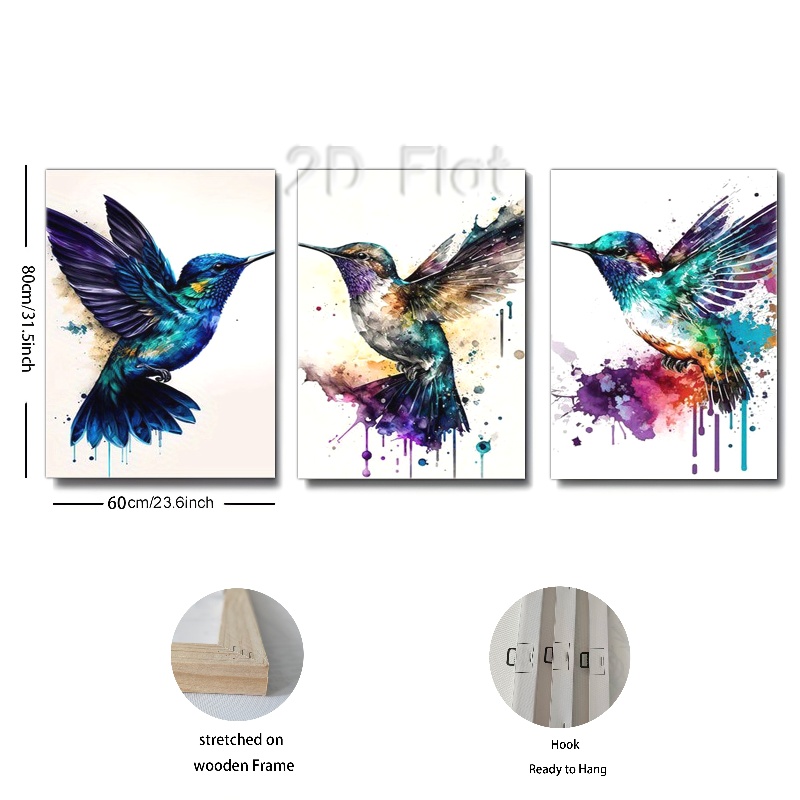 2D Flat
80cm/31.5inch
60cm/23.6inch
stretched on
wooden Frame
Hook
Ready to Hang